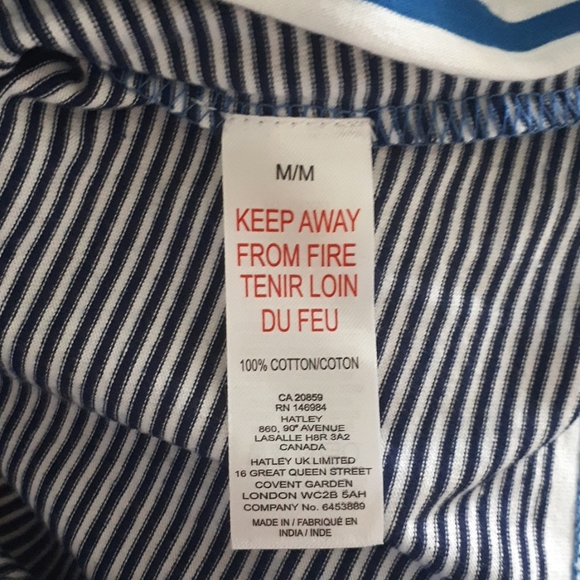 M/M
KEEP AWAY
FROM FIRE
TENIR LOIN
DU FEU
100% COTTON/COTON
CA 20859
RN 146984
HATLEY
860, 90ᵉ AVENUE
LASALLE H8R 3A2
CANADA
HATLEY UK LIMITED
16 GREAT QUEEN STREET
COVENT GARDEN
LONDON WC2B 5AH
COMPANY No. 6453889
MADE IN / FABRIQUÉ EN
INDIA / INDE